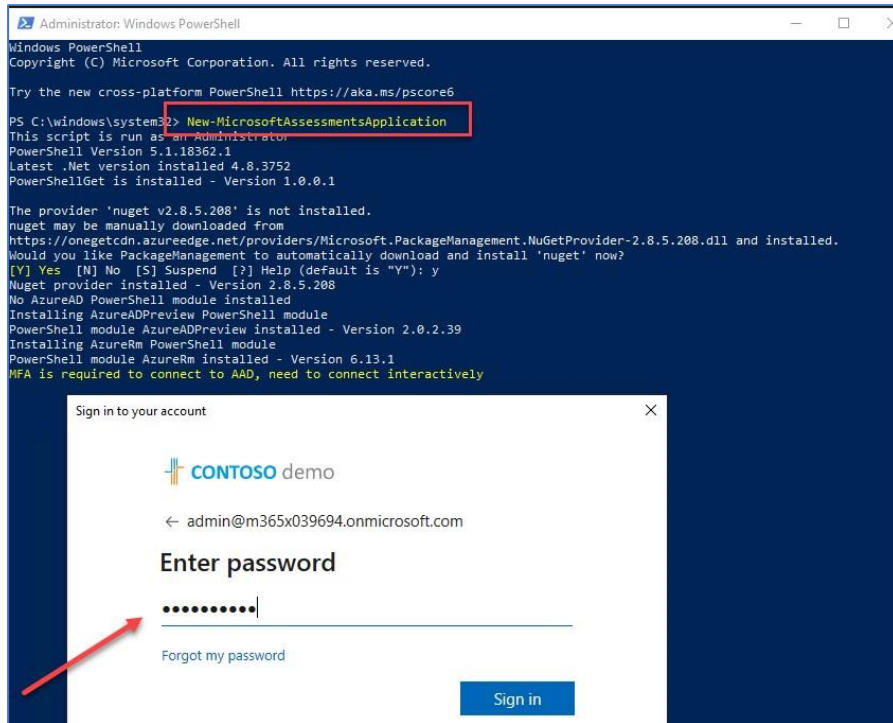 Administrator: Windows PowerShell
Windows PowerShell
Copyright (C) Microsoft Corporation. All rights reserved.
Try the new cross-platform PowerShell https://aka.ms/pscore6
PS C:\windows\system32> New-MicrosoftAssessmentsApplication
This script is run as an Administrator
PowerShell Version 5.1.18362.1
Latest .Net version installed 4.8.3752
PowerShellGet is installed - Version 1.0.0.1
The provider 'nuget v2.8.5.208' is not installed.
nuget may be manually downloaded from
https://onegetcdn.azureedge.net/providers/Microsoft.PackageManagement.NuGetProvider-2.8.5.208.dll and installed.
Would you like PackageManagement to automatically download and install 'nuget' now?
[Y] Yes [N] No [S] Suspend [?] Help (default is "Y"): y
Nuget provider installed - Version 2.8.5.208
No AzureAD PowerShell module installed
Installing AzureADPreview PowerShell module
PowerShell module AzureADPreview installed - Version 2.0.2.39
Installing AzureRm PowerShell module
PowerShell module AzureRm installed - Version 6.13.1
MFA is required to connect to AAD, need to connect interactively
Sign in to your account
CONTOSO demo
← admin@m365x039694.onmicrosoft.com
Enter password
••••••••••
Forgot my password
Sign in